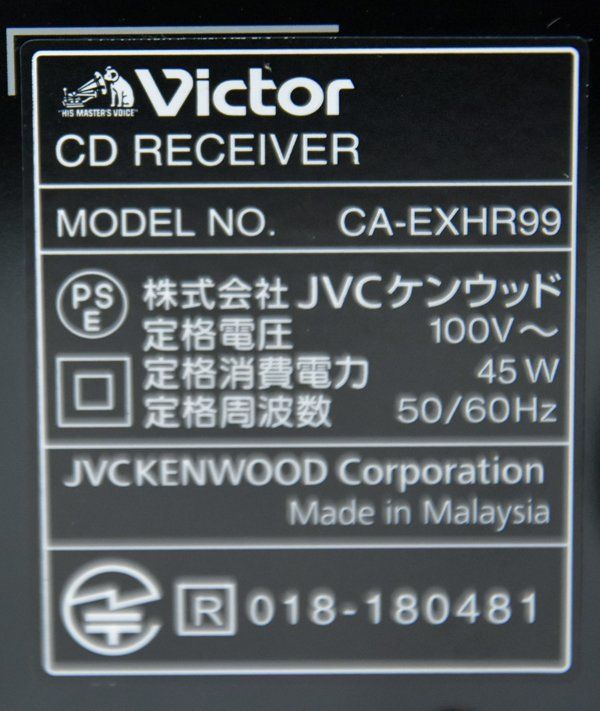 Victor
"HIS MASTER'S VOICE"
CD RECEIVER
MODEL NO. CA-EXHR99
PS
E
株式会社 JVCケンウッド
定格電圧 100V～
定格消費電力 45 W
定格周波数 50/60Hz
JVCKENWOOD Corporation
Made in Malaysia
R 018-180481